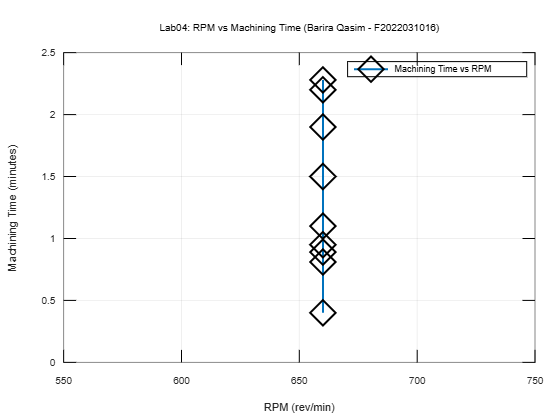 Lab04: RPM vs Machining Time (Barira Qasim - F2022031016)
Machining Time vs RPM
2.5
2
1.5
1
0.5
0
Machining Time (minutes)
550 600 650 700 750
RPM (rev/min)